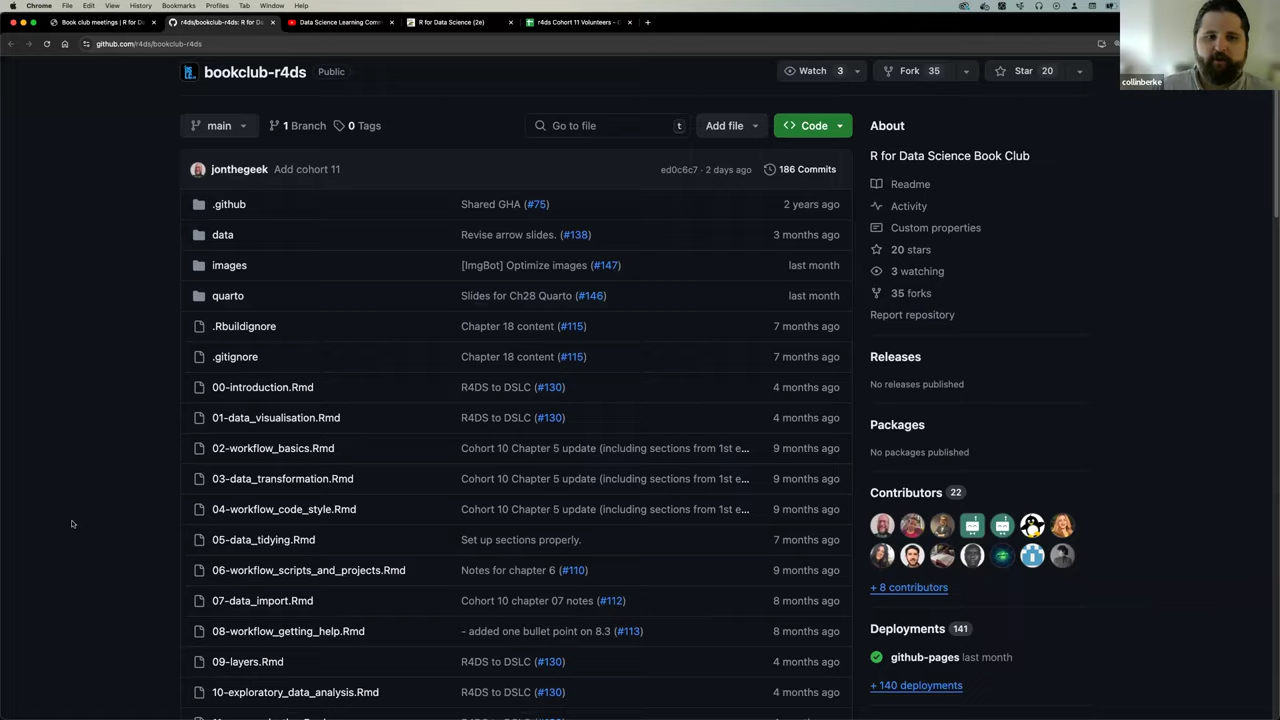 Chrome File Edit View History Bookmarks Profiles Tab Window Help
Book club meetings | R for Da
r4ds/bookclub-r4ds: R for Da
Data Science Learning Comm
R for Data Science (2e)
r4ds Cohort 11 Volunteers -
github.com/r4ds/bookclub-r4ds
collinberke
bookclub-r4ds Public
Watch 3
Fork 35
Star 20
main
1 Branch
0 Tags
Go to file t
Add file
Code
jonthegeek Add cohort 11 ed0c6c7 · 2 days ago 186 Commits
.github Shared GHA (#75) 2 years ago
data Revise arrow slides. (#138) 3 months ago
images [ImgBot] Optimize images (#147) last month
quarto Slides for Ch28 Quarto (#146) last month
.Rbuildignore Chapter 18 content (#115) 7 months ago
.gitignore Chapter 18 content (#115) 7 months ago
00-introduction.Rmd R4DS to DSLC (#130) 4 months ago
01-data_visualisation.Rmd R4DS to DSLC (#130) 4 months ago
02-workflow_basics.Rmd Cohort 10 Chapter 5 update (including sections from 1st e... 9 months ago
03-data_transformation.Rmd Cohort 10 Chapter 5 update (including sections from 1st e... 9 months ago
04-workflow_code_style.Rmd Cohort 10 Chapter 5 update (including sections from 1st e... 9 months ago
05-data_tidying.Rmd Set up sections properly. 7 months ago
06-workflow_scripts_and_projects.Rmd Notes for chapter 6 (#110) 9 months ago
07-data_import.Rmd Cohort 10 chapter 07 notes (#112) 8 months ago
08-workflow_getting_help.Rmd - added one bullet point on 8.3 (#113) 8 months ago
09-layers.Rmd R4DS to DSLC (#130) 4 months ago
10-exploratory_data_analysis.Rmd R4DS to DSLC (#130) 4 months ago
About
R for Data Science Book Club
Readme
Activity
Custom properties
20 stars
3 watching
35 forks
Report repository
Releases
No releases published
Packages
No packages published
Contributors 22
+ 8 contributors
Deployments 141
github-pages last month
+ 140 deployments